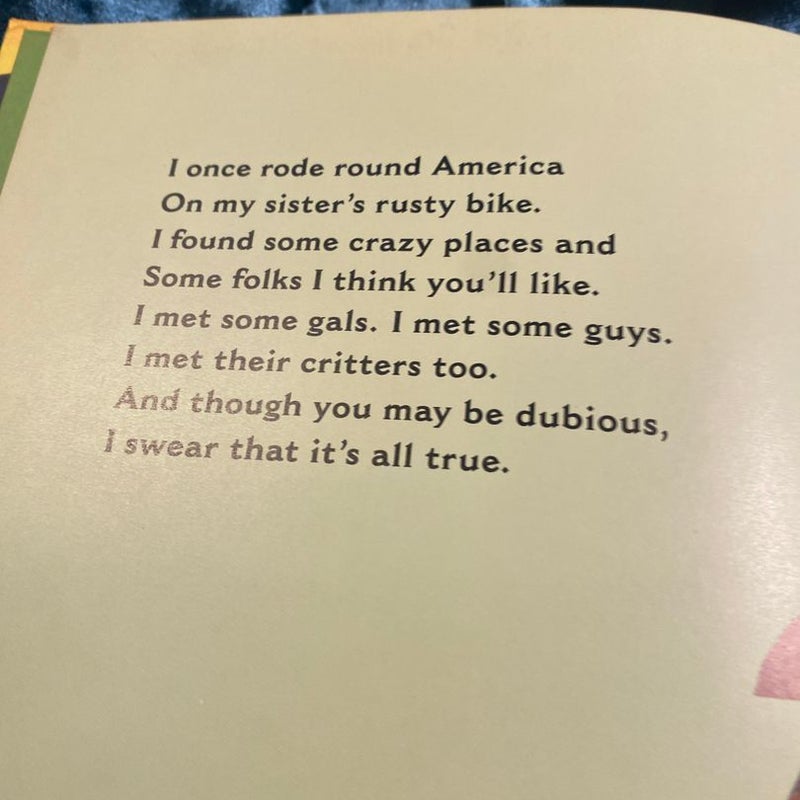 I once rode round America
On my sister's rusty bike.
I found some crazy places and
Some folks I think you'll like.
I met some gals. I met some guys.
I met their critters too.
And though you may be dubious,
I swear that it's all true.